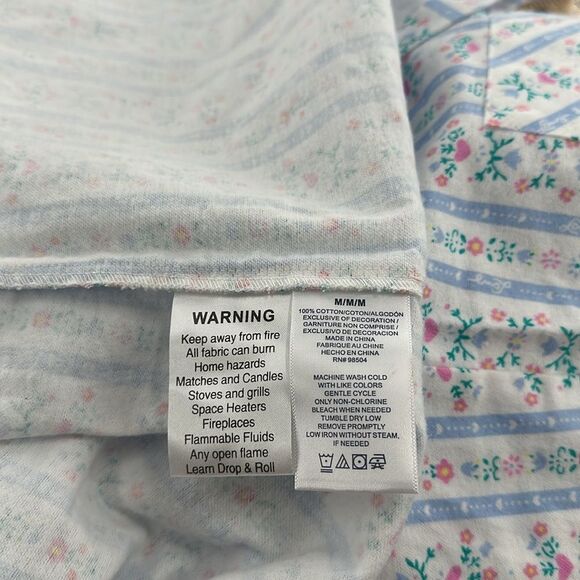 WARNING
Keep away from fire
All fabric can burn
Home hazards
Matches and Candles
Stoves and grills
Space Heaters
Fireplaces
Flammable Fluids
Any open flame
Learn Drop & Roll
M/M/M
100% COTTON/COTON/ALGODÓN
EXCLUSIVE OF DECORATION /
GARNITURE NON COMPRISE /
EXCLUSIVO DE DECORACION
MADE IN CHINA
FABRIQUE AU CHINE
HECHO EN CHINA
RN# 98504
MACHINE WASH COLD
WITH LIKE COLORS
GENTLE CYCLE
ONLY NON-CHLORINE
BLEACH WHEN NEEDED
TUMBLE DRY LOW
REMOVE PROMPTLY
LOW IRON WITHOUT STEAM,
IF NEEDED